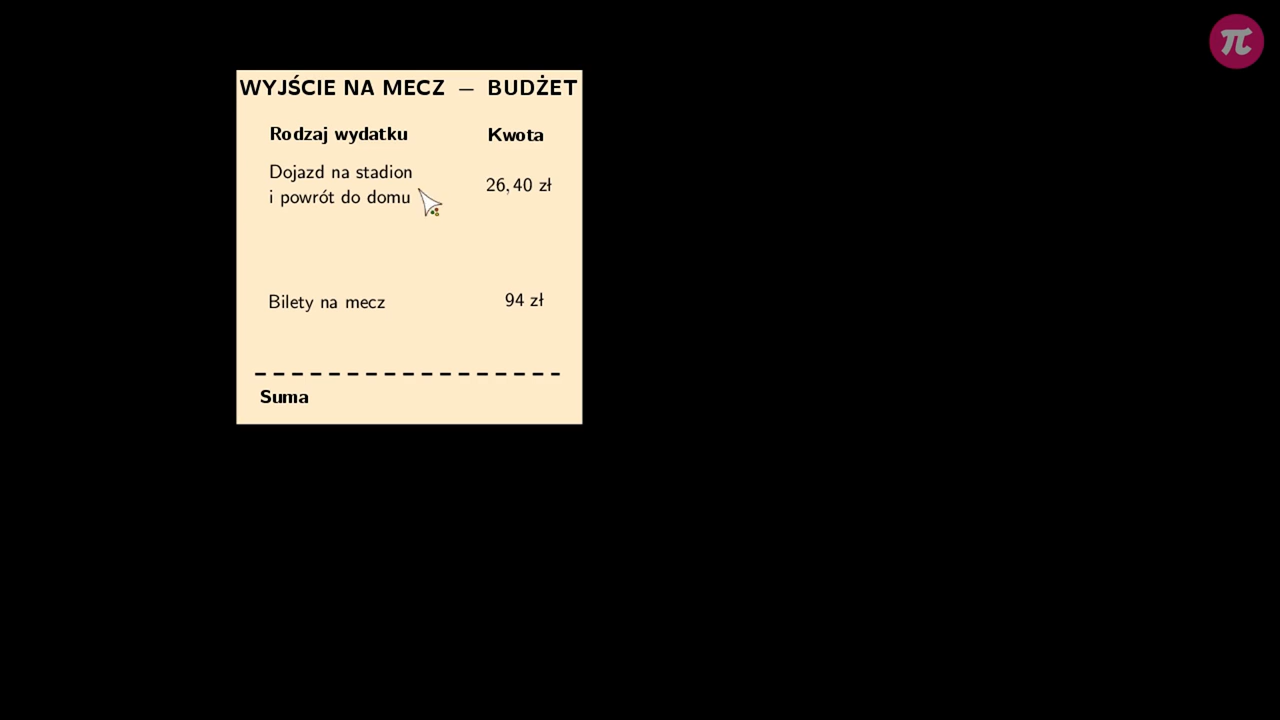 WYJŚCIE NA MECZ – BUDŻET
Rodzaj wydatku Kwota
Dojazd na stadion
i powrót do domu 26,40 zł
Bilety na mecz 94 zł
Suma
π